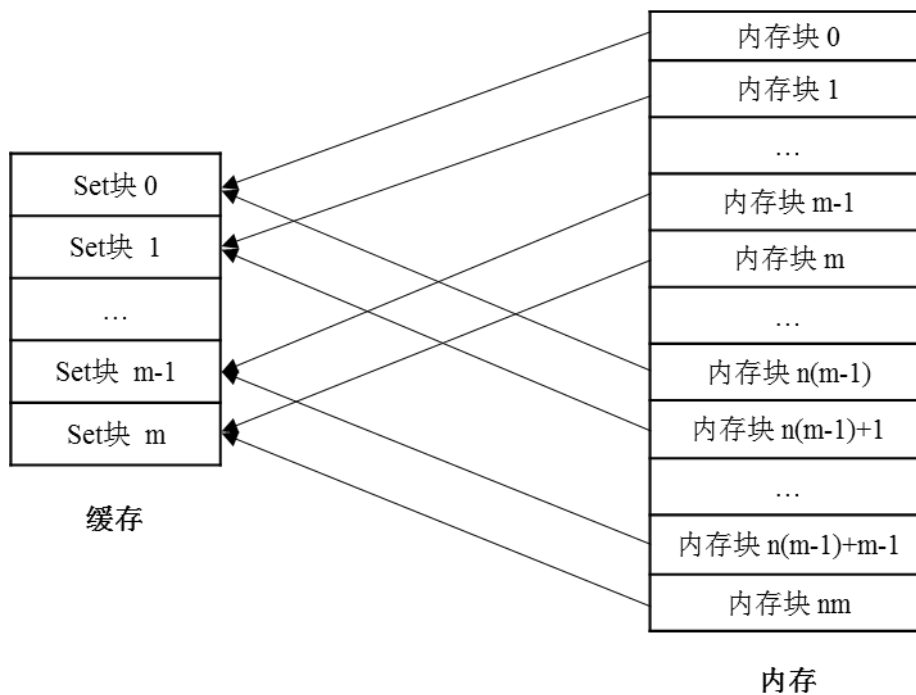 Set块 0
Set块 1
…
Set块 m-1
Set块 m
缓存
内存块 0
内存块 1
…
内存块 m-1
内存块 m
…
内存块 n(m-1)
内存块 n(m-1)+1
…
内存块 n(m-1)+m-1
内存块 nm
内存